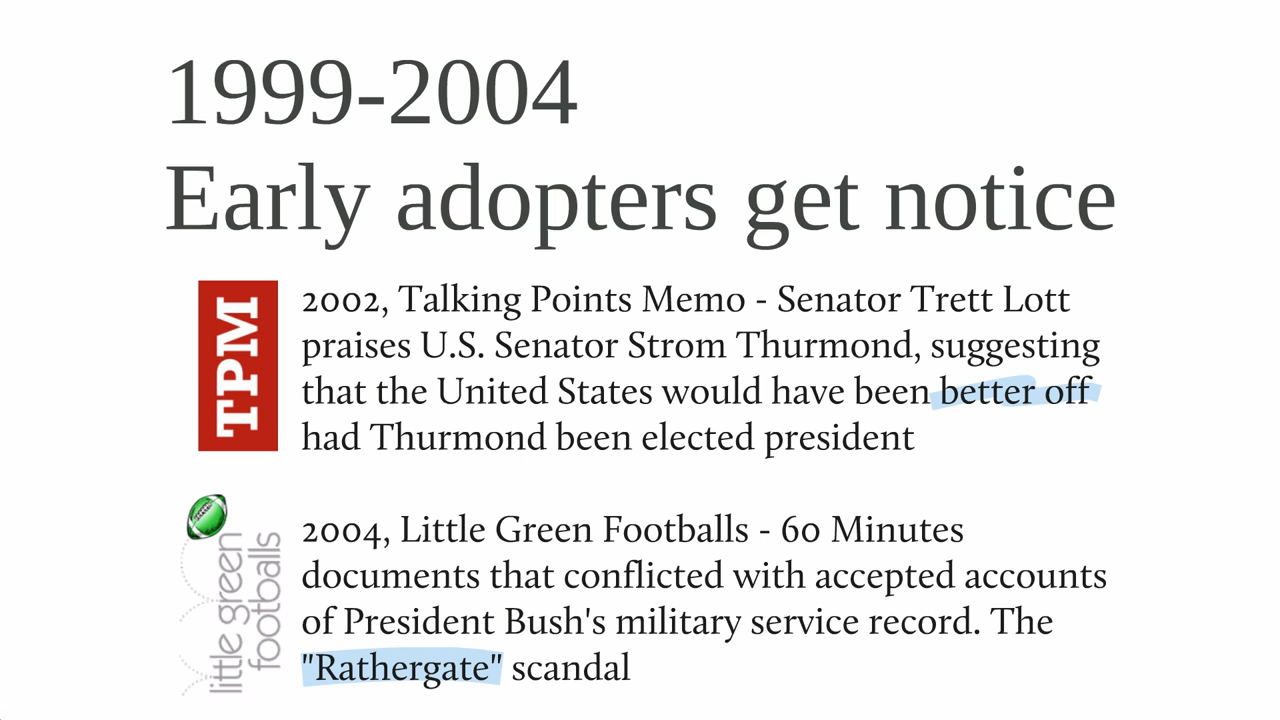 1999-2004
Early adopters get notice
TPM
2002, Talking Points Memo - Senator Trett Lott
praises U.S. Senator Strom Thurmond, suggesting
that the United States would have been better off
had Thurmond been elected president
little green
footballs
2004, Little Green Footballs - 60 Minutes
documents that conflicted with accepted accounts
of President Bush's military service record. The
"Rathergate" scandal